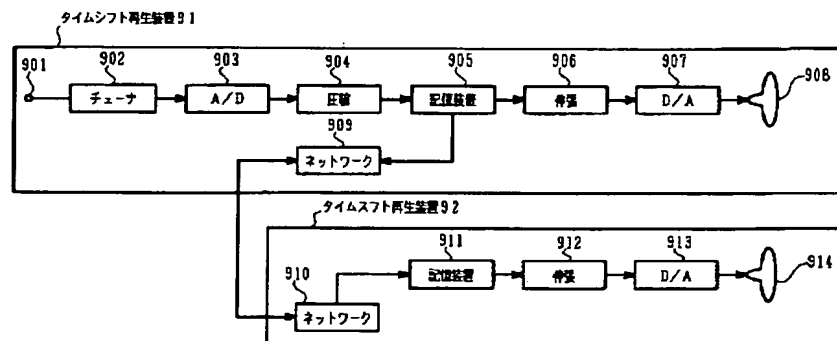 タイムシフト再生装置91
901
902
903
904
905
906
907
908
チューナ
A/D
圧縮
記憶装置
伸張
D/A
909
ネットワーク
タイムスフト再生装置92
910
911
912
913
914
記憶装置
伸張
D/A
ネットワーク